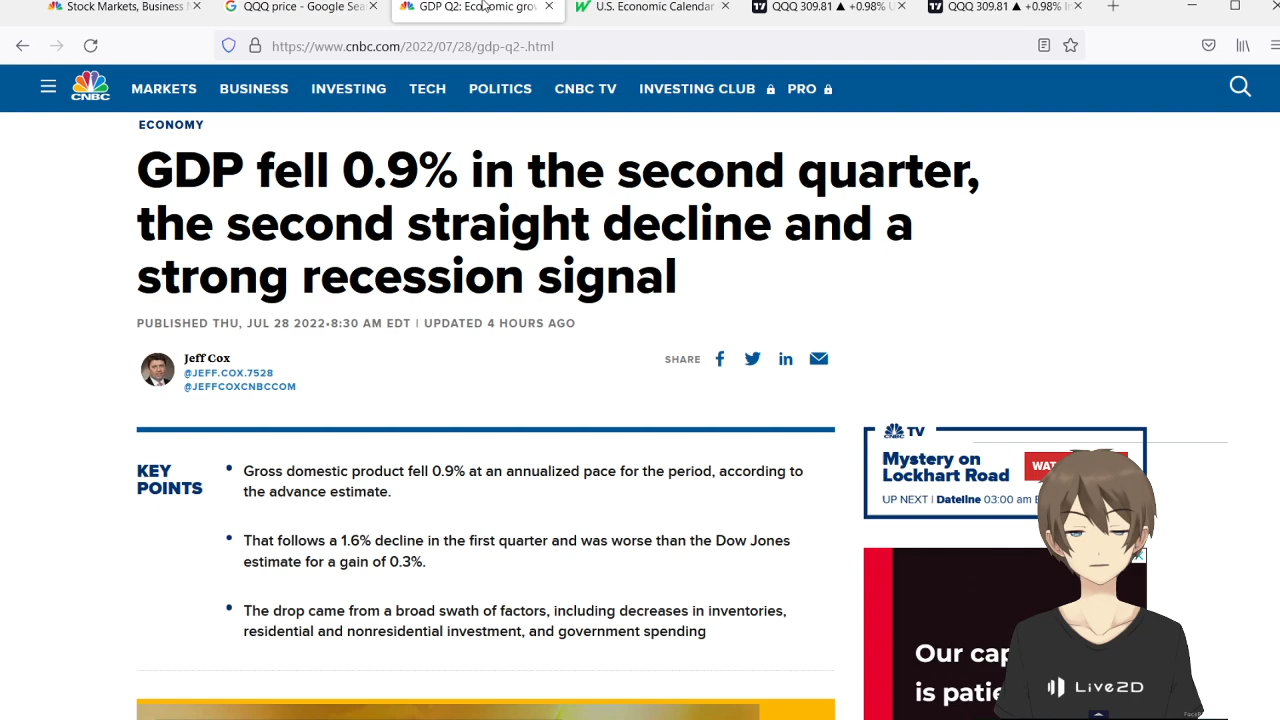 Stock Markets, Business
QQQ price - Google Sea
GDP Q2: Economic grov
U.S. Economic Calendar
QQQ 309.81 ▲ +0.98% U
QQQ 309.81 ▲ +0.98% In
https://www.cnbc.com/2022/07/28/gdp-q2-.html
CNBC
MARKETS
BUSINESS
INVESTING
TECH
POLITICS
CNBC TV
INVESTING CLUB
PRO
ECONOMY
GDP fell 0.9% in the second quarter,
the second straight decline and a
strong recession signal
PUBLISHED THU, JUL 28 2022•8:30 AM EDT | UPDATED 4 HOURS AGO
Jeff Cox
@JEFF.COX.7528
@JEFFCOXCNBCCOM
SHARE
KEY
POINTS
• Gross domestic product fell 0.9% at an annualized pace for the period, according to
the advance estimate.
• That follows a 1.6% decline in the first quarter and was worse than the Dow Jones
estimate for a gain of 0.3%.
• The drop came from a broad swath of factors, including decreases in inventories,
residential and nonresidential investment, and government spending
CNBC TV
Mystery on
Lockhart Road
WAT
UP NEXT | Dateline 03:00 am E
Our cap
is patie
Live2D